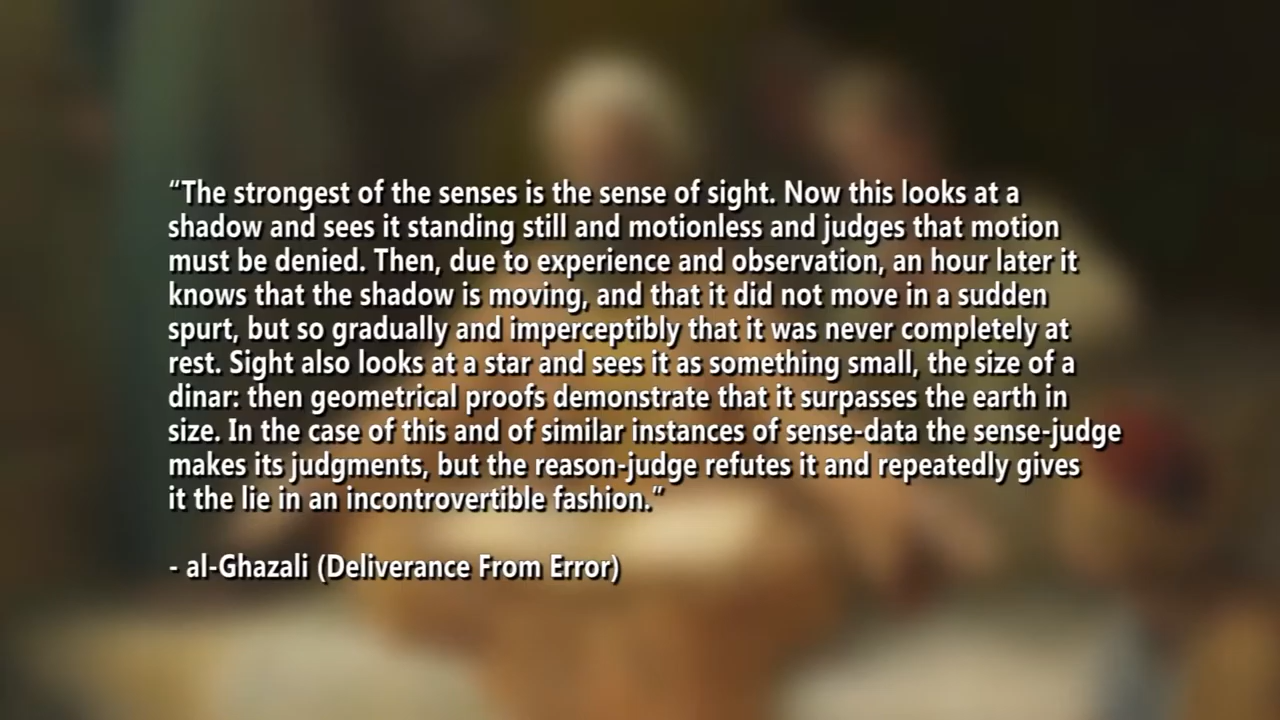 “The strongest of the senses is the sense of sight. Now this looks at a
shadow and sees it standing still and motionless and judges that motion
must be denied. Then, due to experience and observation, an hour later it
knows that the shadow is moving, and that it did not move in a sudden
spurt, but so gradually and imperceptibly that it was never completely at
rest. Sight also looks at a star and sees it as something small, the size of a
dinar: then geometrical proofs demonstrate that it surpasses the earth in
size. In the case of this and of similar instances of sense-data the sense-judge
makes its judgments, but the reason-judge refutes it and repeatedly gives
it the lie in an incontrovertible fashion.”
- al-Ghazali (Deliverance From Error)